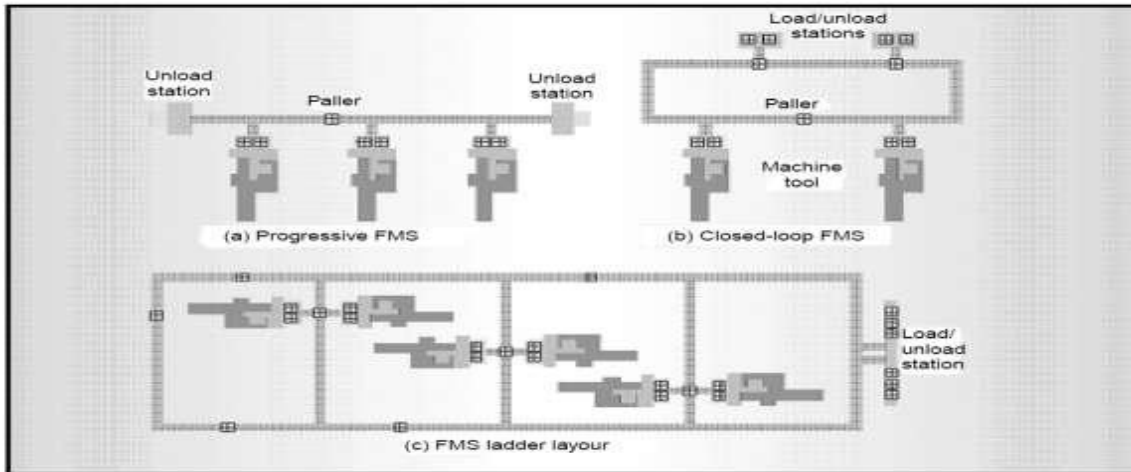 Load/unload
stations
Unload
station
Unload
station
Paller
Paller
Machine
tool
(a) Progressive FMS
(b) Closed-loop FMS
Load/
unload
station
(c) FMS ladder layour